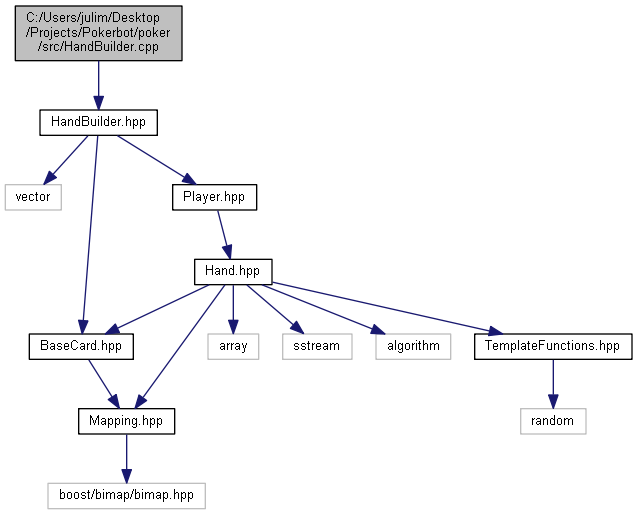 C:/Users/julim/Desktop
/Projects/Pokerbot/poker
/src/HandBuilder.cpp
HandBuilder.hpp
vector
Player.hpp
Hand.hpp
BaseCard.hpp
array
sstream
algorithm
TemplateFunctions.hpp
Mapping.hpp
random
boost/bimap/bimap.hpp